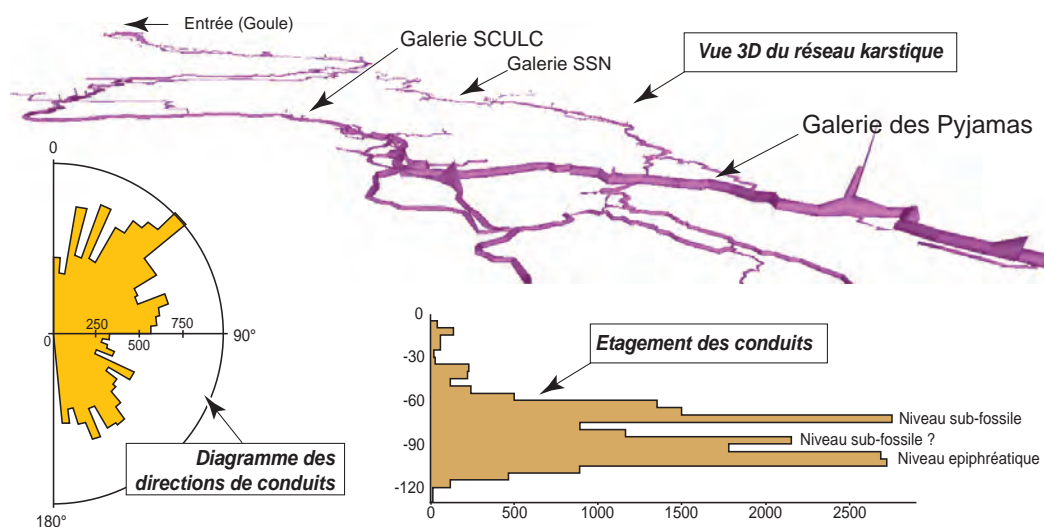 Entrée (Goule)
Galerie SCULC
Galerie SSN
Vue 3D du réseau karstique
Galerie des Pyjamas
0
0
250
500
750
90°
180°
Diagramme des
directions de conduits
Etagement des conduits
0
-30
-60
-90
-120
Niveau sub-fossile
Niveau sub-fossile ?
Niveau epiphréatique
0
500
1000
1500
2000
2500